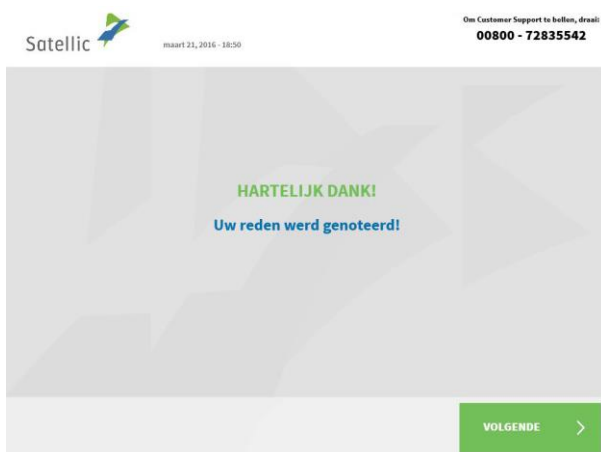 Satellic
maart 21, 2016 - 18:50
Om Customer Support te bellen, draai:
00800 - 72835542
HARTELIJK DANK!
Uw reden werd genoteerd!
VOLGENDE